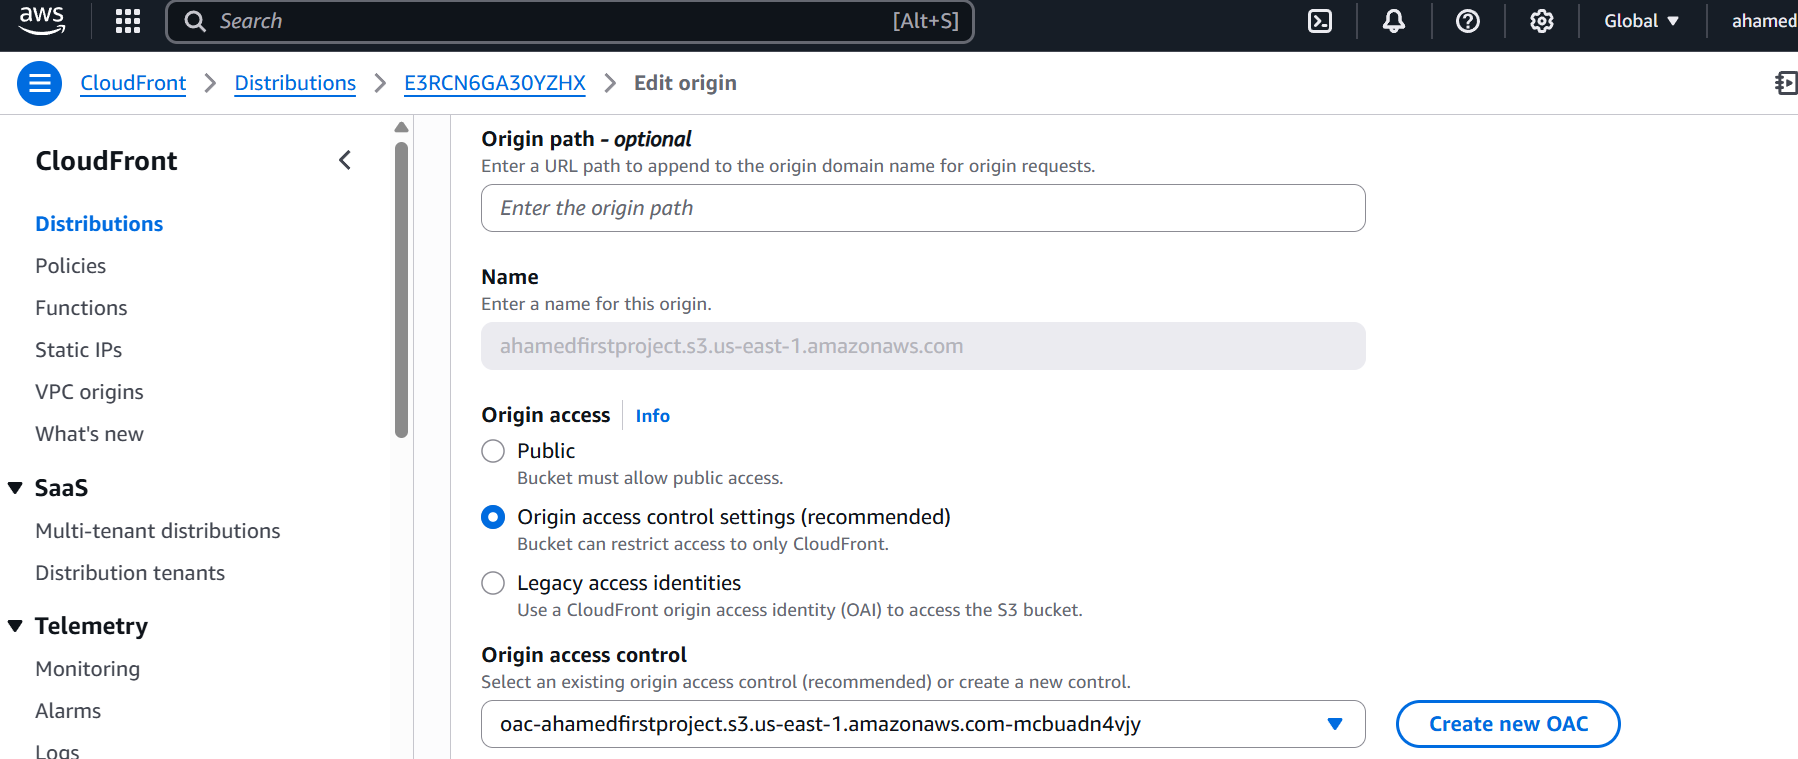 aws
Search
[Alt+S]
Global
ahamed
CloudFront
Distributions
E3RCN6GA30YZHX
Edit origin
CloudFront
Distributions
Policies
Functions
Static IPs
VPC origins
What's new
SaaS
Multi-tenant distributions
Distribution tenants
Telemetry
Monitoring
Alarms
Logs
Origin path - optional
Enter a URL path to append to the origin domain name for origin requests.
Enter the origin path
Name
Enter a name for this origin.
ahamedfirstproject.s3.us-east-1.amazonaws.com
Origin access
Info
Public
Bucket must allow public access.
Origin access control settings (recommended)
Bucket can restrict access to only CloudFront.
Legacy access identities
Use a CloudFront origin access identity (OAI) to access the S3 bucket.
Origin access control
Select an existing origin access control (recommended) or create a new control.
oac-ahamedfirstproject.s3.us-east-1.amazonaws.com-mcbuadn4vjy
Create new OAC